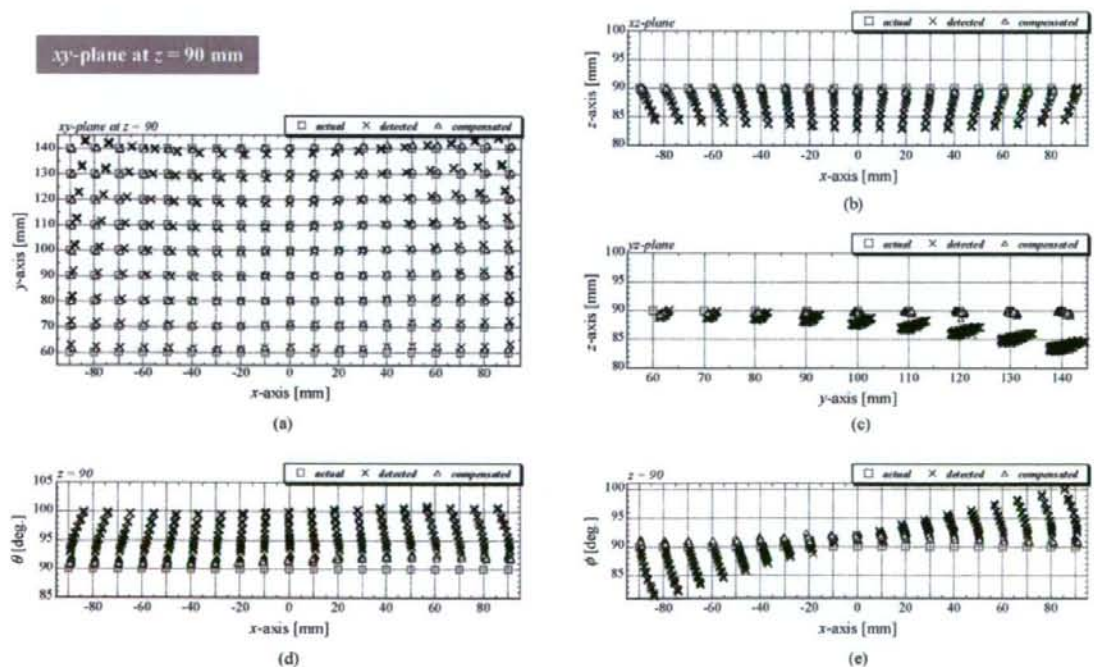 xy-plane at z = 90 mm
xy-plane at z = 90
actual detected compensated
140
130
120
110
100
90
80
70
60
y-axis [mm]
-80 -60 -40 -20 0 20 40 60 80
x-axis [mm]
(a)
xz-plane
actual detected compensated
100
95
90
85
80
z-axis [mm]
-80 -60 -40 -20 0 20 40 60 80
x-axis [mm]
(b)
yz-plane
actual detected compensated
100
95
90
85
80
z-axis [mm]
60 70 80 90 100 110 120 130 140
y-axis [mm]
(c)
z = 90
actual detected compensated
105
100
95
90
85
θ [deg.]
-80 -60 -40 -20 0 20 40 60 80
x-axis [mm]
(d)
z = 90
actual detected compensated
100
95
90
85
ϕ [deg.]
-80 -60 -40 -20 0 20 40 60 80
x-axis [mm]
(e)